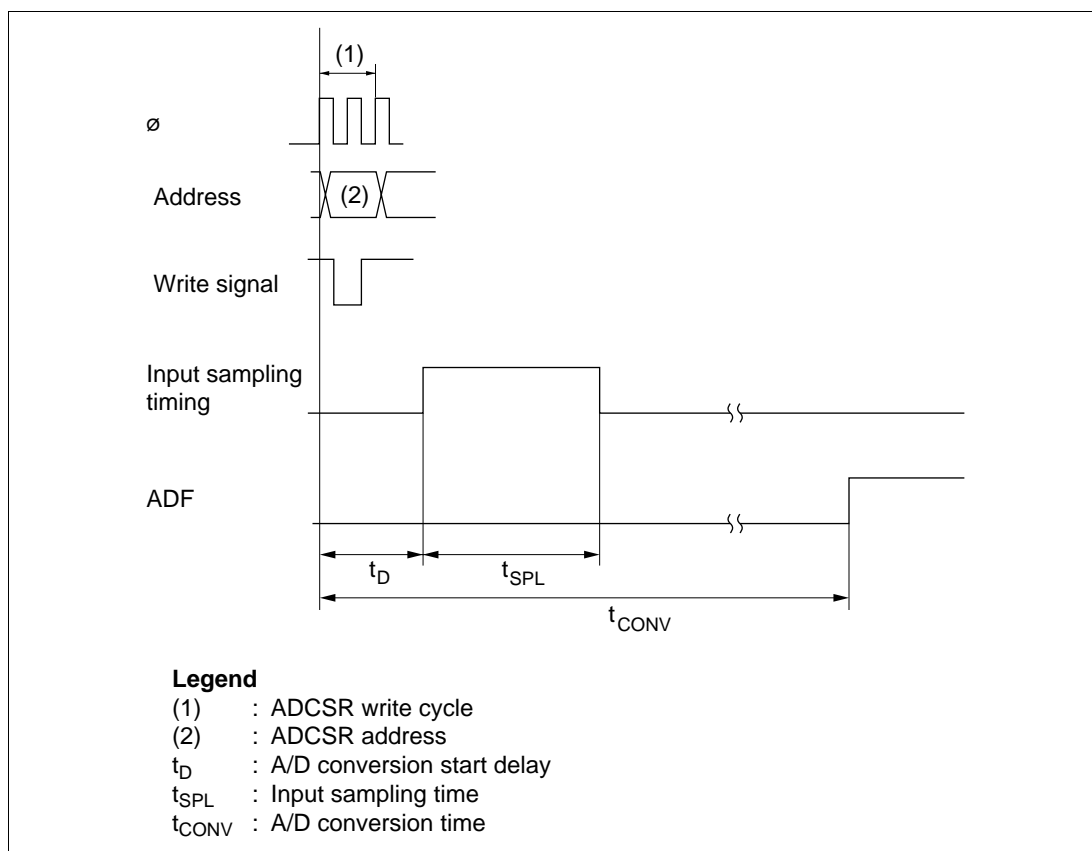 (1)
ø
Address
(2)
Write signal
Input sampling
timing
ADF
tD
tSPL
tCONV
Legend
(1) : ADCSR write cycle
(2) : ADCSR address
tD : A/D conversion start delay
tSPL : Input sampling time
tCONV : A/D conversion time